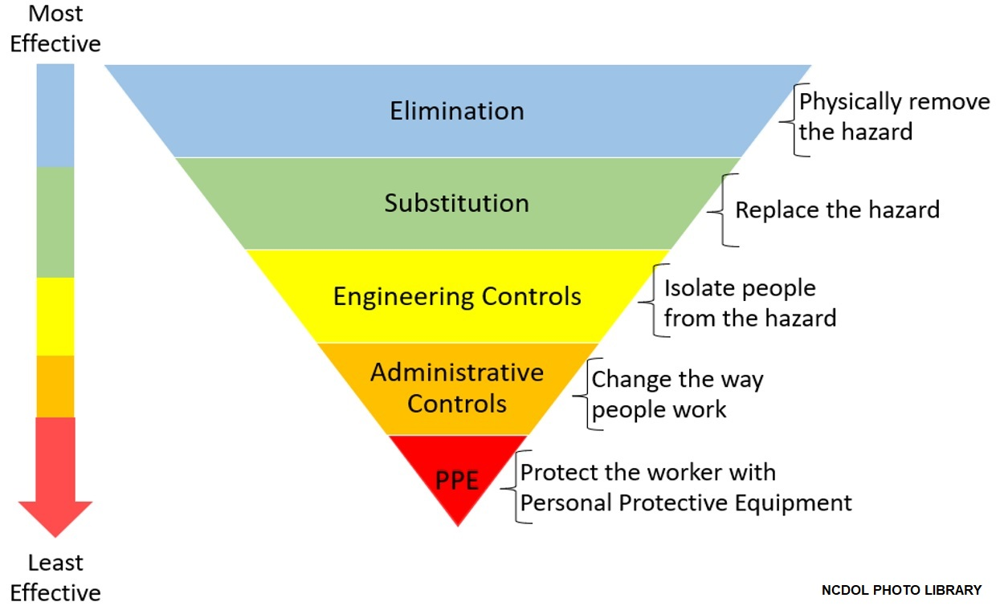 Most
Effective
Elimination
Physically remove
the hazard
Substitution
Replace the hazard
Engineering Controls
Isolate people
from the hazard
Administrative
Controls
Change the way
people work
PPE
Protect the worker with
Personal Protective Equipment
Least
Effective
NCDOL PHOTO LIBRARY